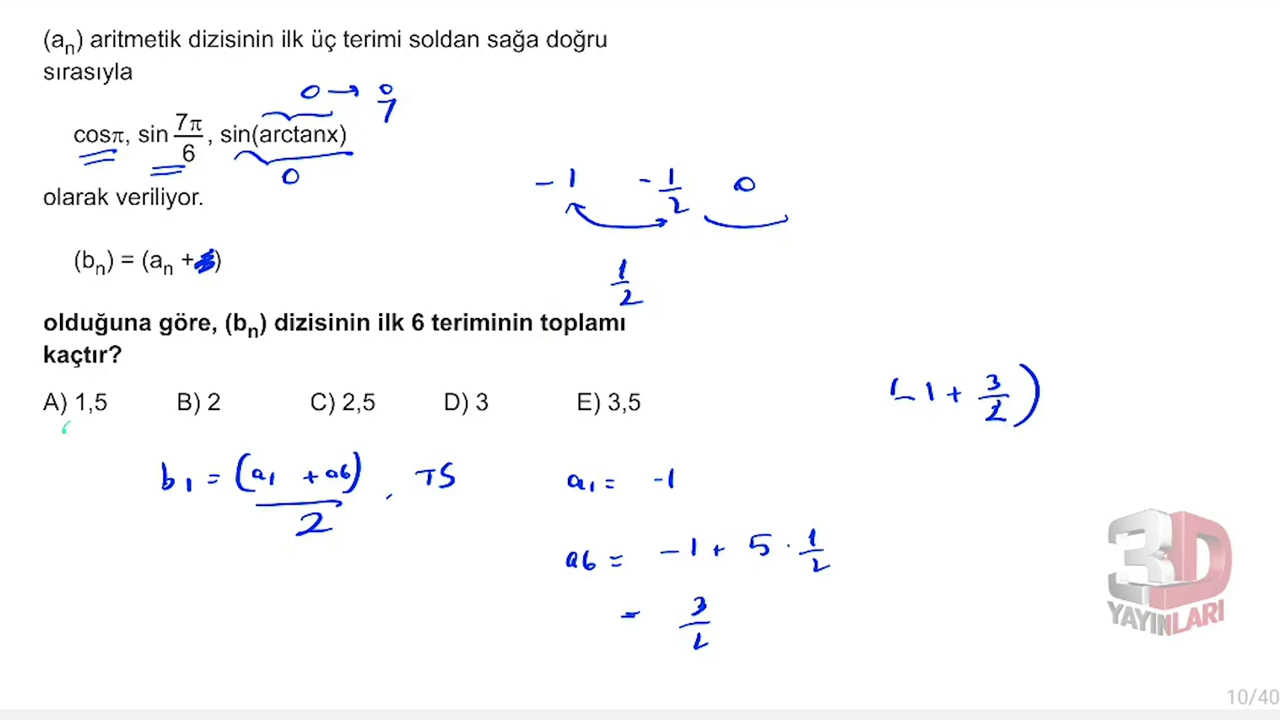 (aₙ) aritmetik dizisinin ilk üç terimi soldan sağa doğru
sırasıyla
0 → 0
cosπ, sin 7π/6, sin(arctanx)
0
-1 -1/2 0
olarak veriliyor.
(bₙ) = (aₙ + )
1/2
olduğuna göre, (bₙ) dizisinin ilk 6 teriminin toplamı
kaçtır?
A) 1,5 B) 2 C) 2,5 D) 3 E) 3,5
(-1 + 3/2)
b₁ = (a₁ + a6)/2 . TS
a₁ = -1
a6 = -1 + 5 · 1/2
= 3/2
3D
YAYINLARI
10/40